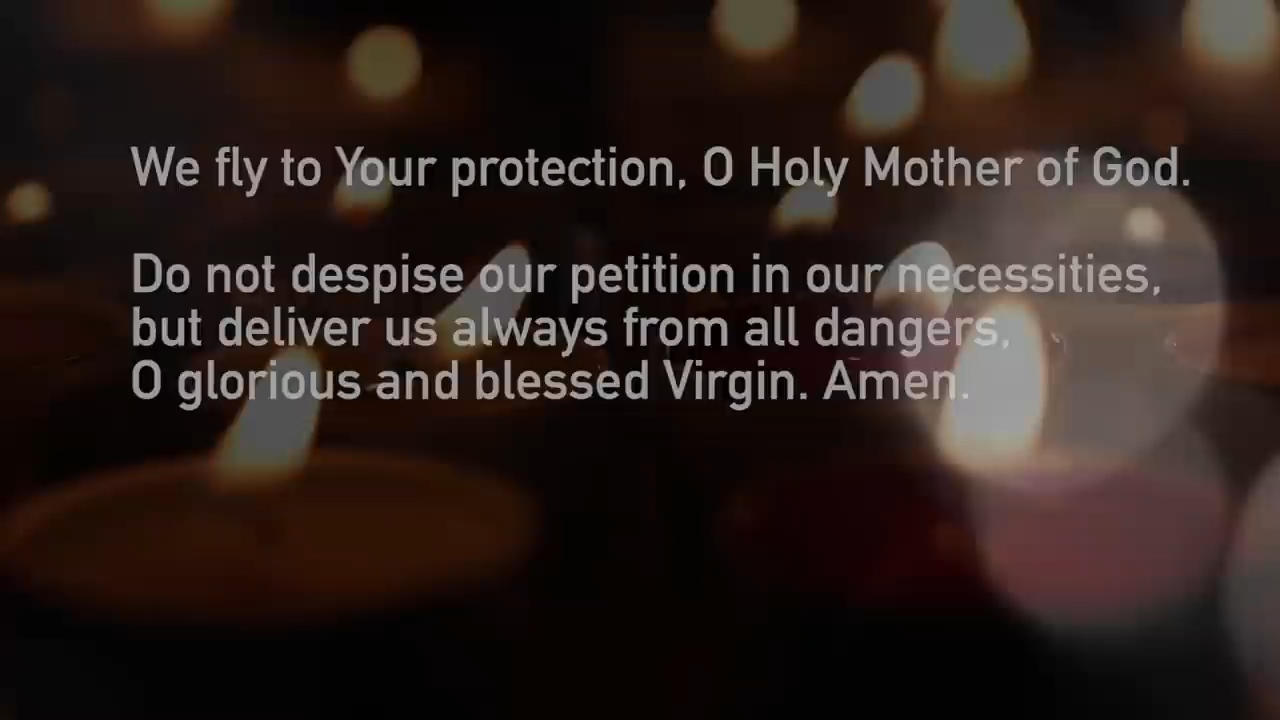 We fly to Your protection, O Holy Mother of God.
Do not despise our petition in our necessities,
but deliver us always from all dangers,
O glorious and blessed Virgin. Amen.